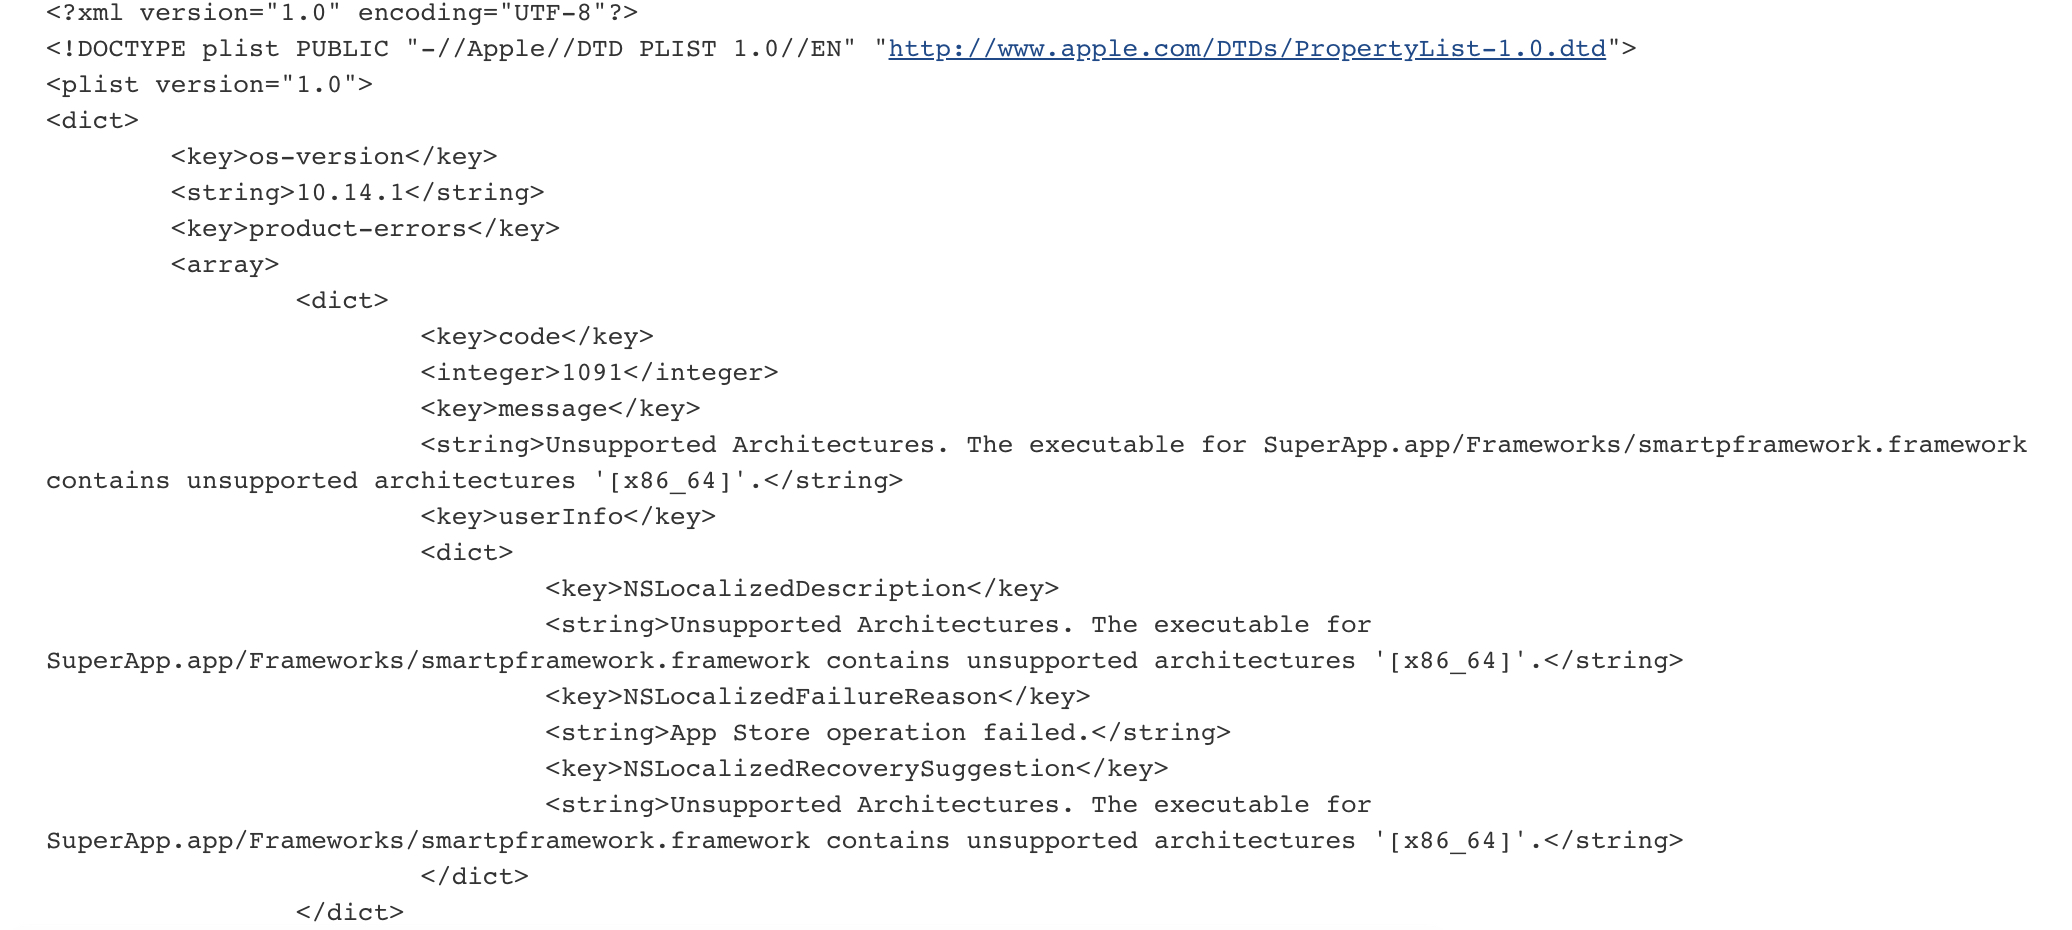 <?xml version="1.0" encoding="UTF-8"?>
<!DOCTYPE plist PUBLIC "-//Apple//DTD PLIST 1.0//EN" "http://www.apple.com/DTDs/PropertyList-1.0.dtd">
<plist version="1.0">
<dict>
        <key>os-version</key>
        <string>10.14.1</string>
        <key>product-errors</key>
        <array>
                <dict>
                        <key>code</key>
                        <integer>1091</integer>
                        <key>message</key>
                        <string>Unsupported Architectures. The executable for SuperApp.app/Frameworks/smartpframework.framework
contains unsupported architectures '[x86_64]'.</string>
                        <key>userInfo</key>
                        <dict>
                                <key>NSLocalizedDescription</key>
                                <string>Unsupported Architectures. The executable for
SuperApp.app/Frameworks/smartpframework.framework contains unsupported architectures '[x86_64]'.</string>
                                <key>NSLocalizedFailureReason</key>
                                <string>App Store operation failed.</string>
                                <key>NSLocalizedRecoverySuggestion</key>
                                <string>Unsupported Architectures. The executable for
SuperApp.app/Frameworks/smartpframework.framework contains unsupported architectures '[x86_64]'.</string>
                        </dict>
                </dict>